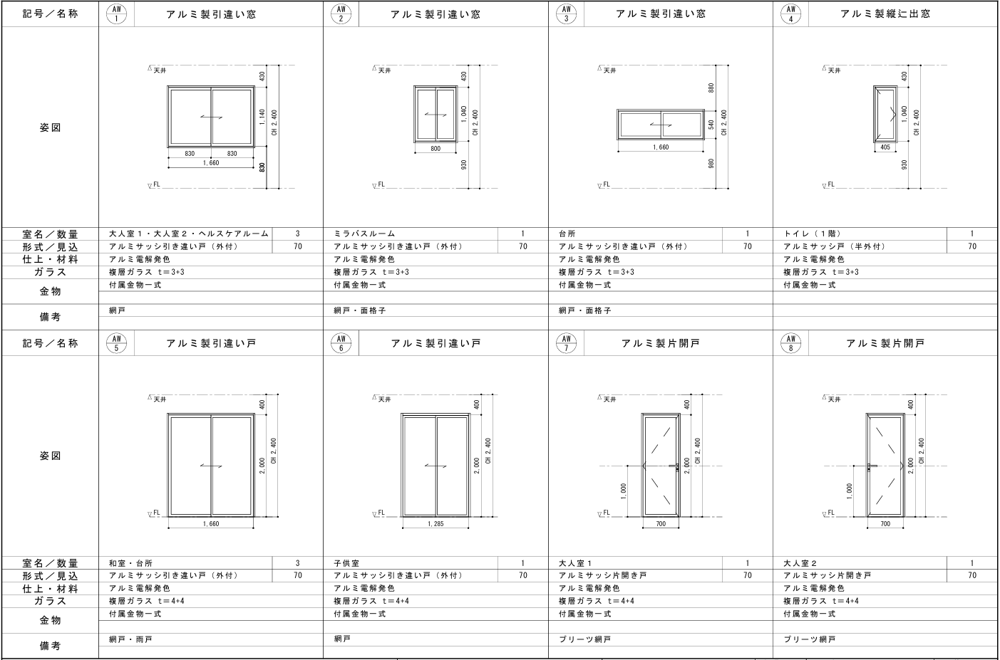 記号／名称
AW 1 アルミ製引違い窓
AW 2 アルミ製引違い窓
AW 3 アルミ製引違い窓
AW 4 アルミ製縦辷出窓
姿図
天井
430
1,140
CH 2,400
830
830
830
1,660
FL
天井
430
1,040
CH 2,400
800
930
FL
天井
880
540
CH 2,400
1,660
980
FL
天井
430
1,040
CH 2,400
405
930
FL
室名／数量 大人室１・大人室２・ヘルスケアルーム 3 ミラバスルーム 1 台所 1 トイレ（１階） 1
形式／見込 アルミサッシ引き違い戸（外付） 70 アルミサッシ引き違い戸（外付） 70 アルミサッシ引き違い戸（外付） 70 アルミサッシ戸（半外付） 70
仕上・材料 アルミ電解発色 アルミ電解発色 アルミ電解発色 アルミ電解発色
ガラス 複層ガラス t＝3+3 複層ガラス t＝3+3 複層ガラス t＝3+3 複層ガラス t＝3+3
金物 付属金物一式 付属金物一式 付属金物一式 付属金物一式
備考 網戸 網戸・面格子 網戸・面格子
記号／名称
AW 5 アルミ製引違い戸
AW 6 アルミ製引違い戸
AW 7 アルミ製片開戸
AW 8 アルミ製片開戸
姿図
天井
400
2,000
CH 2,400
FL
1,660
天井
400
2,000
CH 2,400
FL
1,285
天井
400
2,000
CH 2,400
1,000
FL
700
天井
400
2,000
CH 2,400
1,000
FL
700
室名／数量 和室・台所 3 子供室 1 大人室１ 1 大人室２ 1
形式／見込 アルミサッシ引き違い戸（外付） 70 アルミサッシ引き違い戸（外付） 70 アルミサッシ片開き戸 70 アルミサッシ片開き戸 70
仕上・材料 アルミ電解発色 アルミ電解発色 アルミ電解発色 アルミ電解発色
ガラス 複層ガラス t＝4+4 複層ガラス t＝4+4 複層ガラス t＝4+4 複層ガラス t＝4+4
金物 付属金物一式 付属金物一式 付属金物一式 付属金物一式
備考 網戸・雨戸 網戸 プリーツ網戸 プリーツ網戸